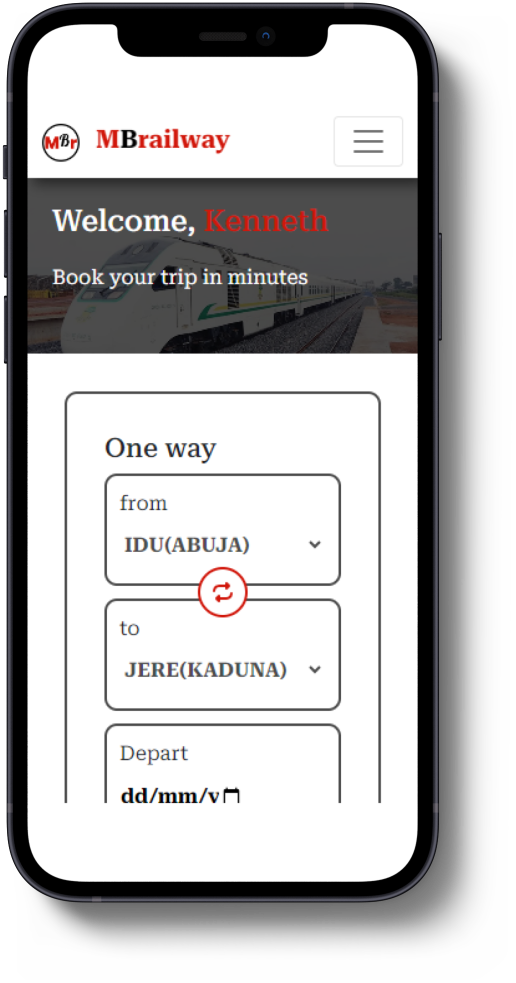 MBr MBrailway
Welcome, Kenneth
Book your trip in minutes
One way
from
IDU(ABUJA)
to
JERE(KADUNA)
Depart
dd/mm/y